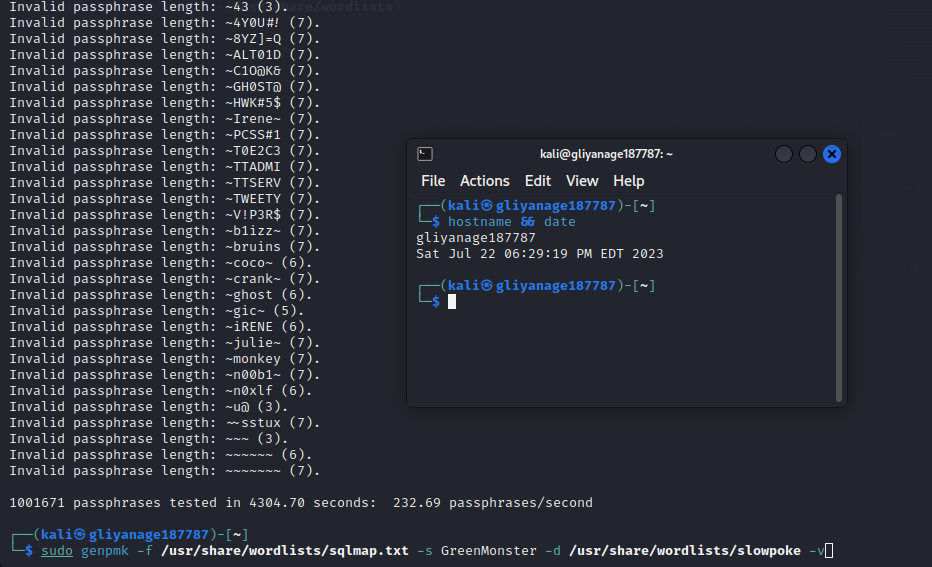 Invalid passphrase length: ~43 (3).
Invalid passphrase length: ~4Y0U#! (7).
Invalid passphrase length: ~8YZ]=Q (7).
Invalid passphrase length: ~ALT01D (7).
Invalid passphrase length: ~C1O@K& (7).
Invalid passphrase length: ~GH0ST@ (7).
Invalid passphrase length: ~HWK#5$ (7).
Invalid passphrase length: ~Irene~ (7).
Invalid passphrase length: ~PCSS#1 (7).
Invalid passphrase length: ~T0E2C3 (7).
Invalid passphrase length: ~TTADMI (7).
Invalid passphrase length: ~TTSERV (7).
Invalid passphrase length: ~TWEETY (7).
Invalid passphrase length: ~V!P3R$ (7).
Invalid passphrase length: ~b1izz~ (7).
Invalid passphrase length: ~bruins (7).
Invalid passphrase length: ~coco~ (6).
Invalid passphrase length: ~crank~ (7).
Invalid passphrase length: ~ghost (6).
Invalid passphrase length: ~gic~ (5).
Invalid passphrase length: ~iRENE (6).
Invalid passphrase length: ~julie~ (7).
Invalid passphrase length: ~monkey (7).
Invalid passphrase length: ~n00b1~ (7).
Invalid passphrase length: ~n0xlf (6).
Invalid passphrase length: ~u@ (3).
Invalid passphrase length: ~~sstux (7).
Invalid passphrase length: ~~~ (3).
Invalid passphrase length: ~~~~~~ (6).
Invalid passphrase length: ~~~~~~~ (7).
1001671 passphrases tested in 4304.70 seconds:  232.69 passphrases/second
┌──(kali㉿gliyanage187787)-[~]
└─$ sudo genpmk -f /usr/share/wordlists/sqlmap.txt -s GreenMonster -d /usr/share/wordlists/slowpoke -v
kali@gliyanage187787: ~
File Actions Edit View Help
┌──(kali㉿gliyanage187787)-[~]
└─$ hostname && date
gliyanage187787
Sat Jul 22 06:29:19 PM EDT 2023
┌──(kali㉿gliyanage187787)-[~]
└─$